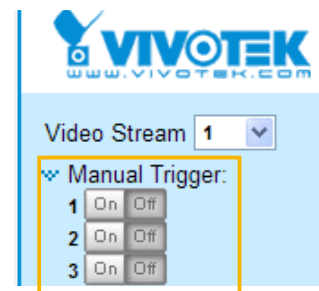 VIVOTEK
www.vivotek.com
Video Stream 1
Manual Trigger:
1 On Off
2 On Off
3 On Off